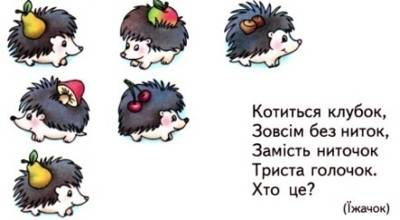 Котиться клубок,
Зовсім без ниток,
Замість ниточок
Триста голочок.
Хто це?
(Їжачок)